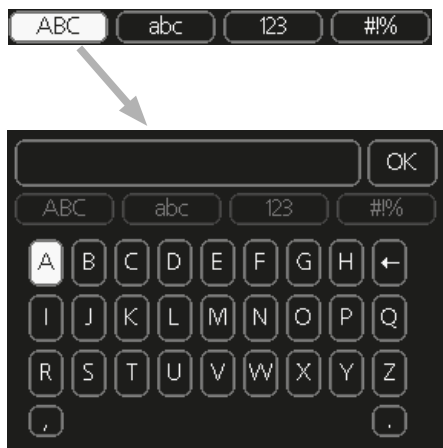 ABC abc 123 #!%
OK
ABC abc 123 #!%
A B C D E F G H ←
I J K L M N O P Q
R S T U V W X Y Z
, .